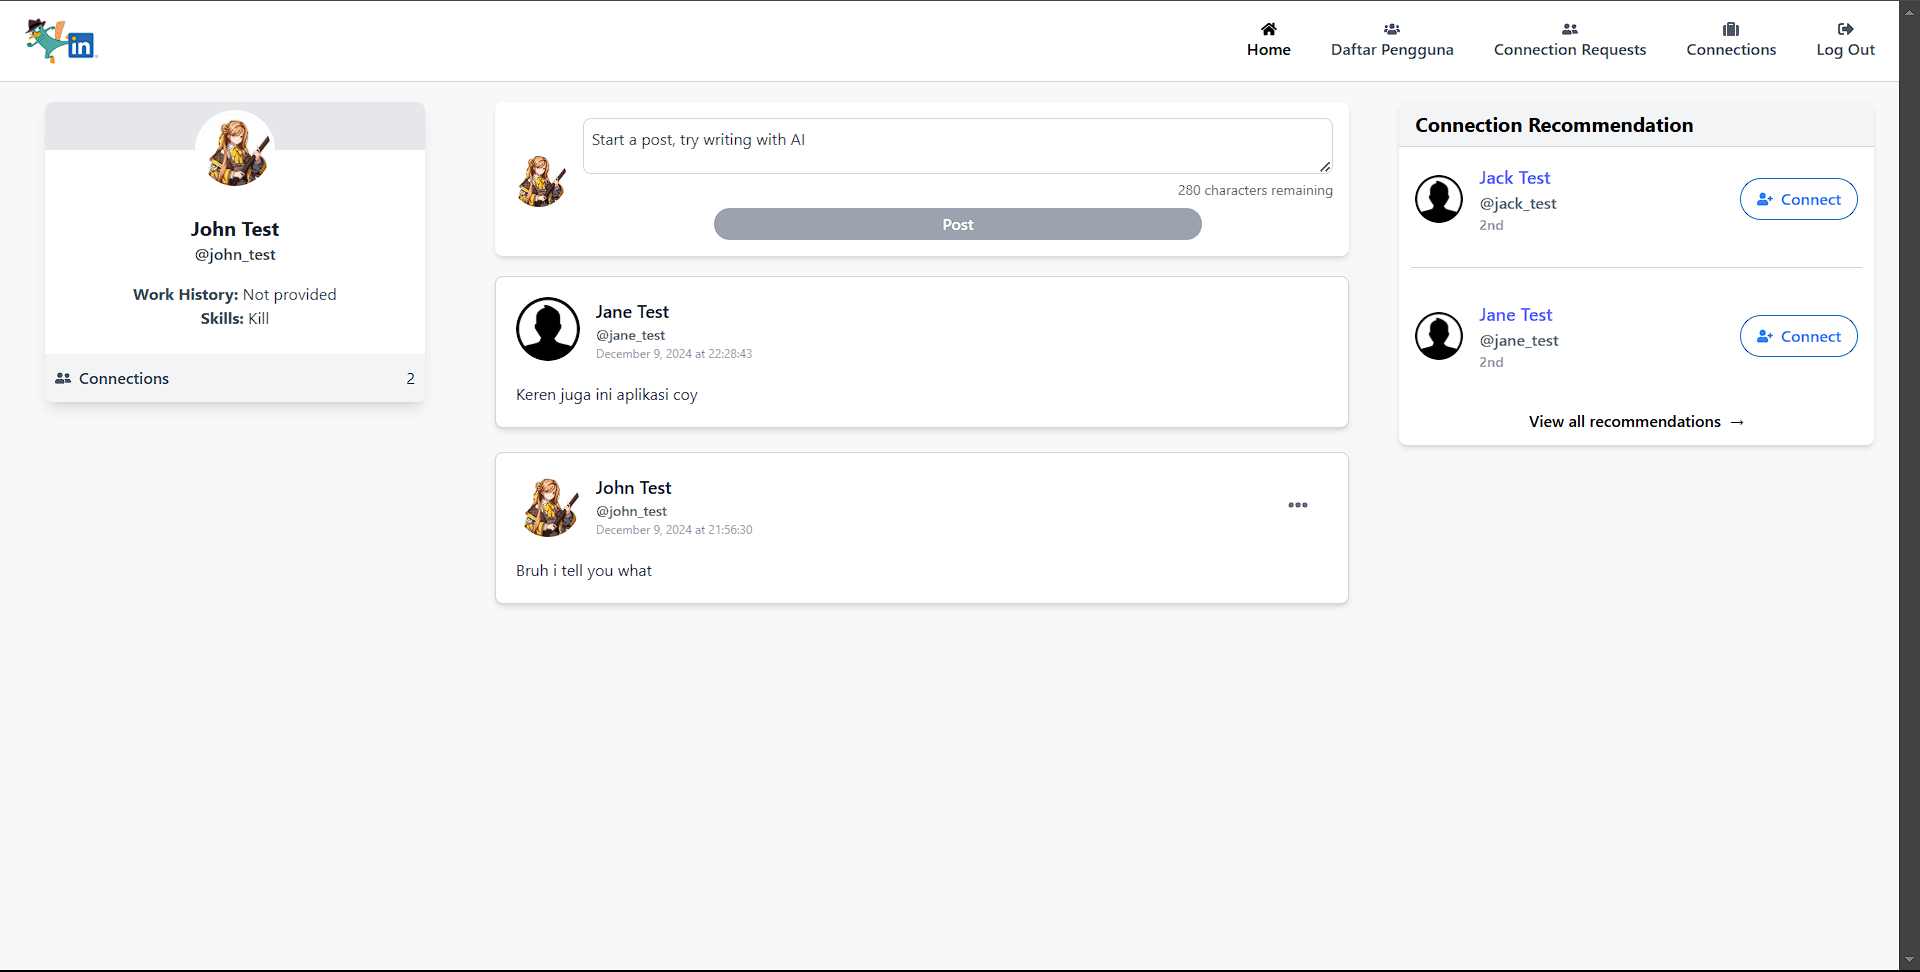 in
Home
Daftar Pengguna
Connection Requests
Connections
Log Out
John Test
@john_test
Work History: Not provided
Skills: Kill
Connections 2
Start a post, try writing with AI
280 characters remaining
Post
Jane Test
@jane_test
December 9, 2024 at 22:28:43
Keren juga ini aplikasi coy
John Test
@john_test
December 9, 2024 at 21:56:30
Bruh i tell you what
Connection Recommendation
Jack Test
@jack_test
2nd
Connect
Jane Test
@jane_test
2nd
Connect
View all recommendations →